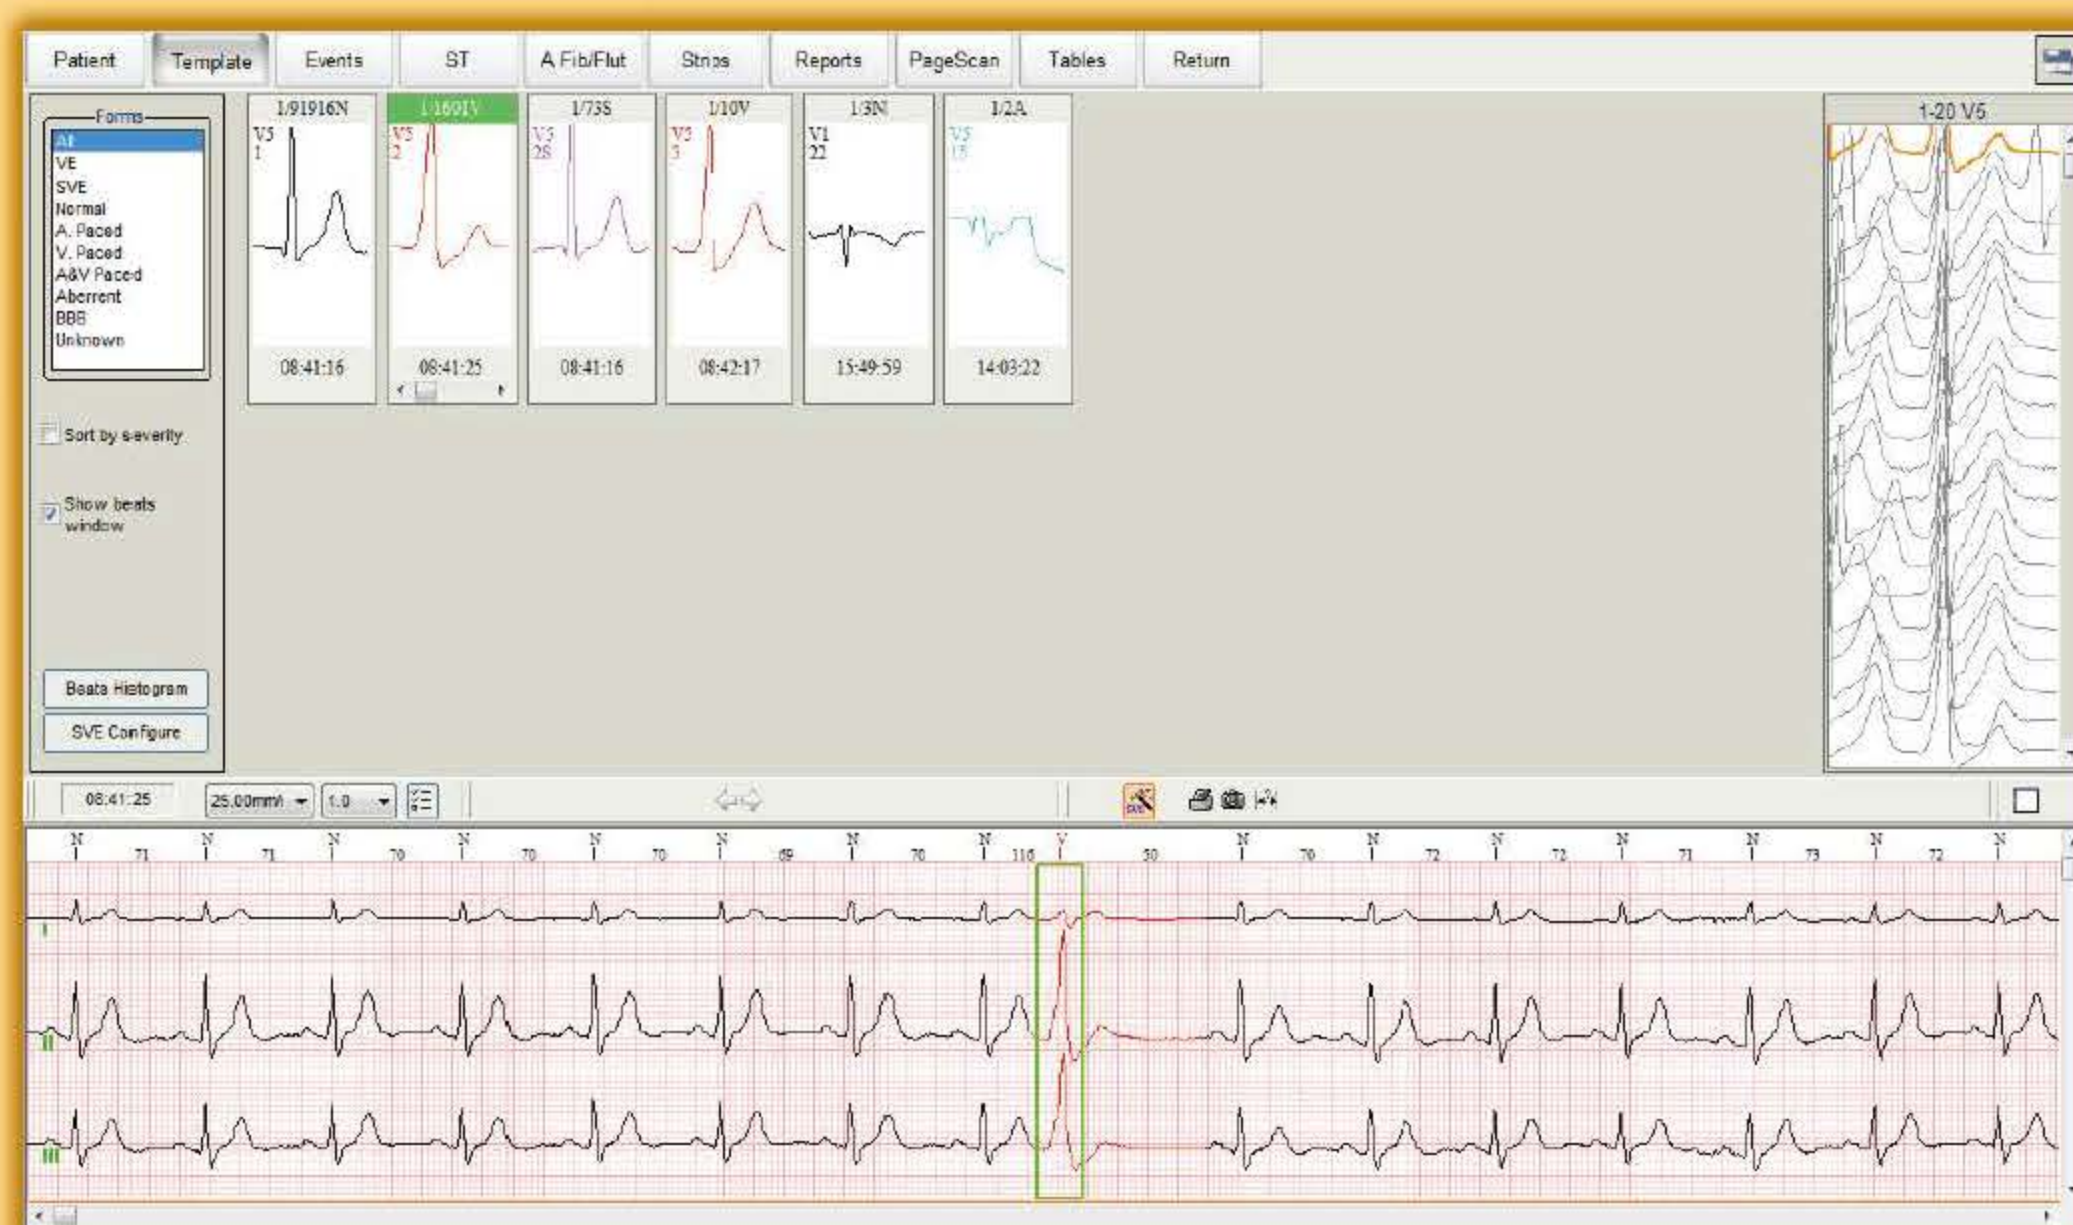 Patient Template Events ST A Fib/Flut Strips Reports PageScan Tables Return
Forms
All
VE
SVE
Normal
A. Paced
V. Paced
A&V Paced
Aberrent
BBB
Unknown
Sort by severity
Show beats
window
Beats Histogram
SVE Configure
1/91916N
V5
1
08:41:16
1/1601V
V5
2
08:41:25
1/73S
V5
28
08:41:16
1/10V
V5
3
08:42:17
1/3N
V1
22
15:49:59
1/2A
V5
15
14:03:22
1-20 V5
08:41:25 25.00mm/ 1.0
N N N N N N N N V N N N N N N N
71 71 70 70 70 69 70 116 50 70 72 72 71 73 72
I
II
III